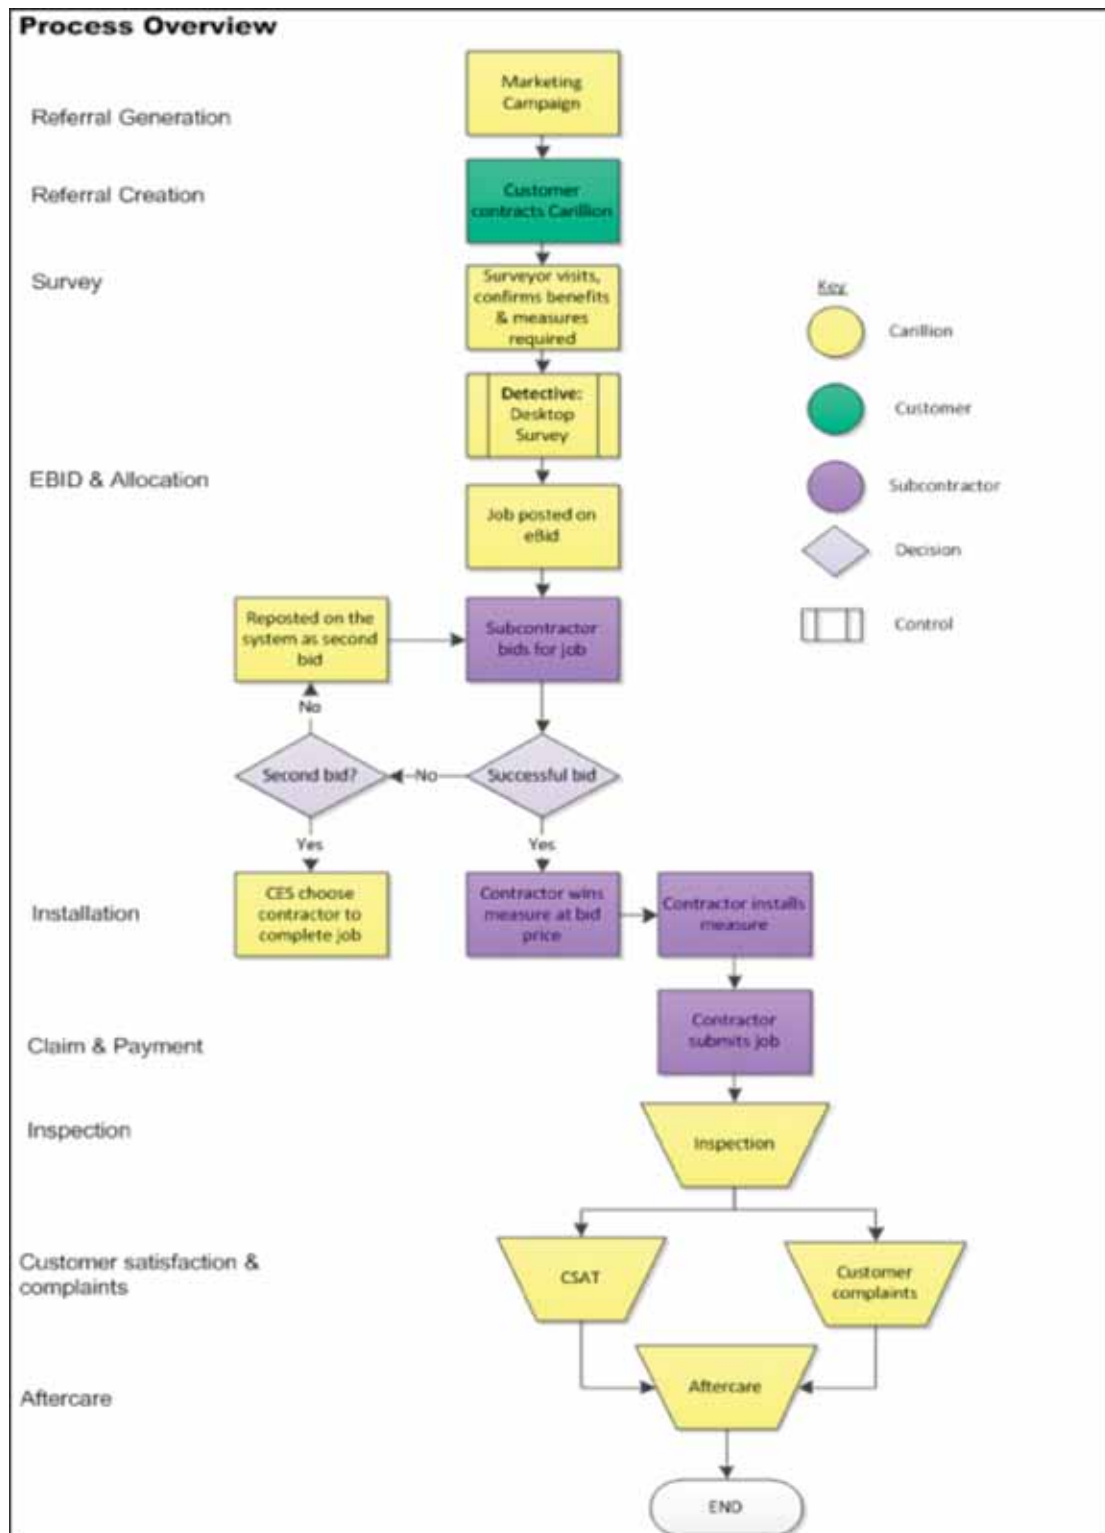 Process Overview
Marketing
Campaign
Referral Generation
Referral Creation
Customer
contracts Carillion
Survey
Surveyor visits,
confirms benefits
& measures
required
Key
Carillion
Detective:
Desktop
Survey
Customer
EBID & Allocation
Subcontractor
Job posted on
eBid
Decision
Reposted on the
system as second
bid
Subcontractor
bids for job
Control
No
Second bid?
No
Successful bid
Yes
Yes
Installation
CES choose
contractor to
complete job
Contractor wins
measure at bid
price
Contractor installs
measure
Claim & Payment
Contractor
submits job
Inspection
Inspection
Customer satisfaction &
complaints
CSAT
Customer
complaints
Aftercare
Aftercare
END